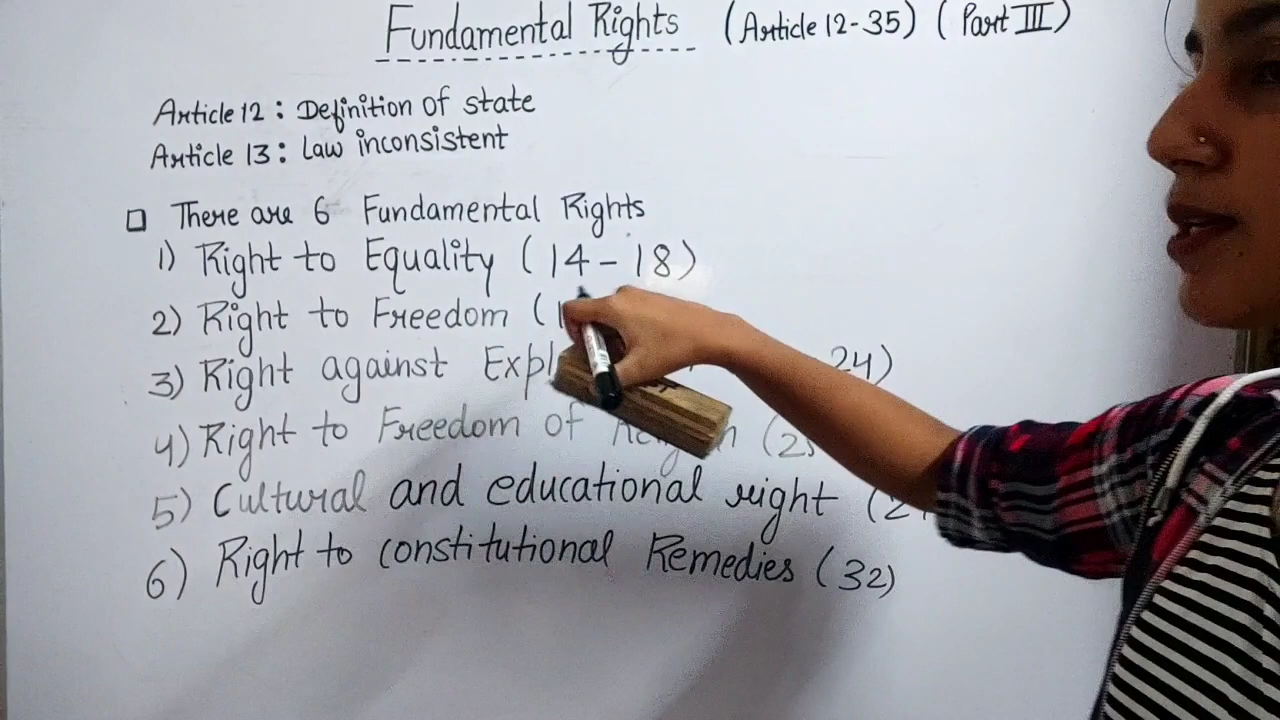 Fundamental Rights (Article 12-35) (Part III)
Article 12 : Definition of state
Article 13 : Law inconsistent
There are 6 Fundamental Rights
1) Right to Equality (14-18)
2) Right to Freedom (
3) Right against 24)
4) Right to Freedom of (
5) Cultural and educational right (
6) Right to constitutional Remedies (32)